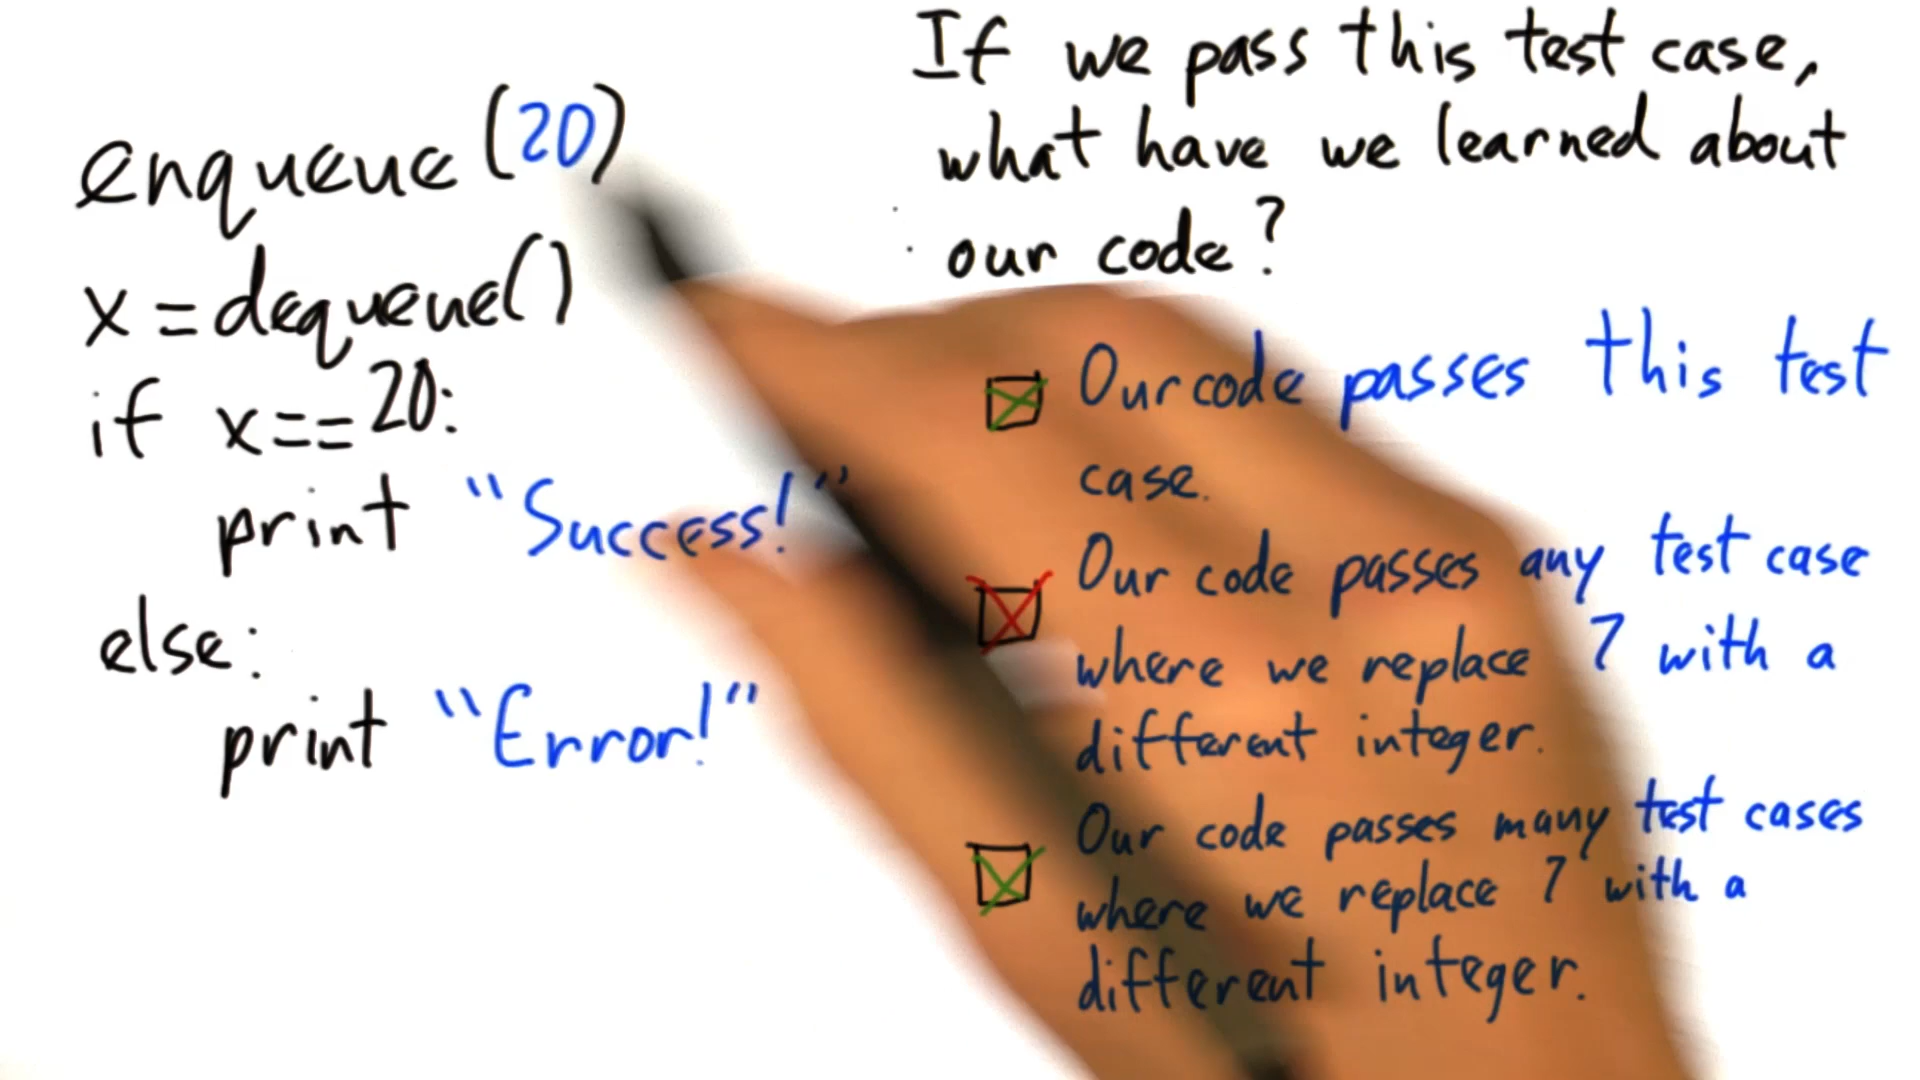 enqueue(20)
x=dequeue()
if x==20:
print "Success!"
else:
print "Error!"
If we pass this test case,
what have we learned about
our code?
Our code passes this test
case.
Our code passes any test case
where we replace 7 with a
different integer.
Our code passes many test cases
where we replace 7 with a
different integer.